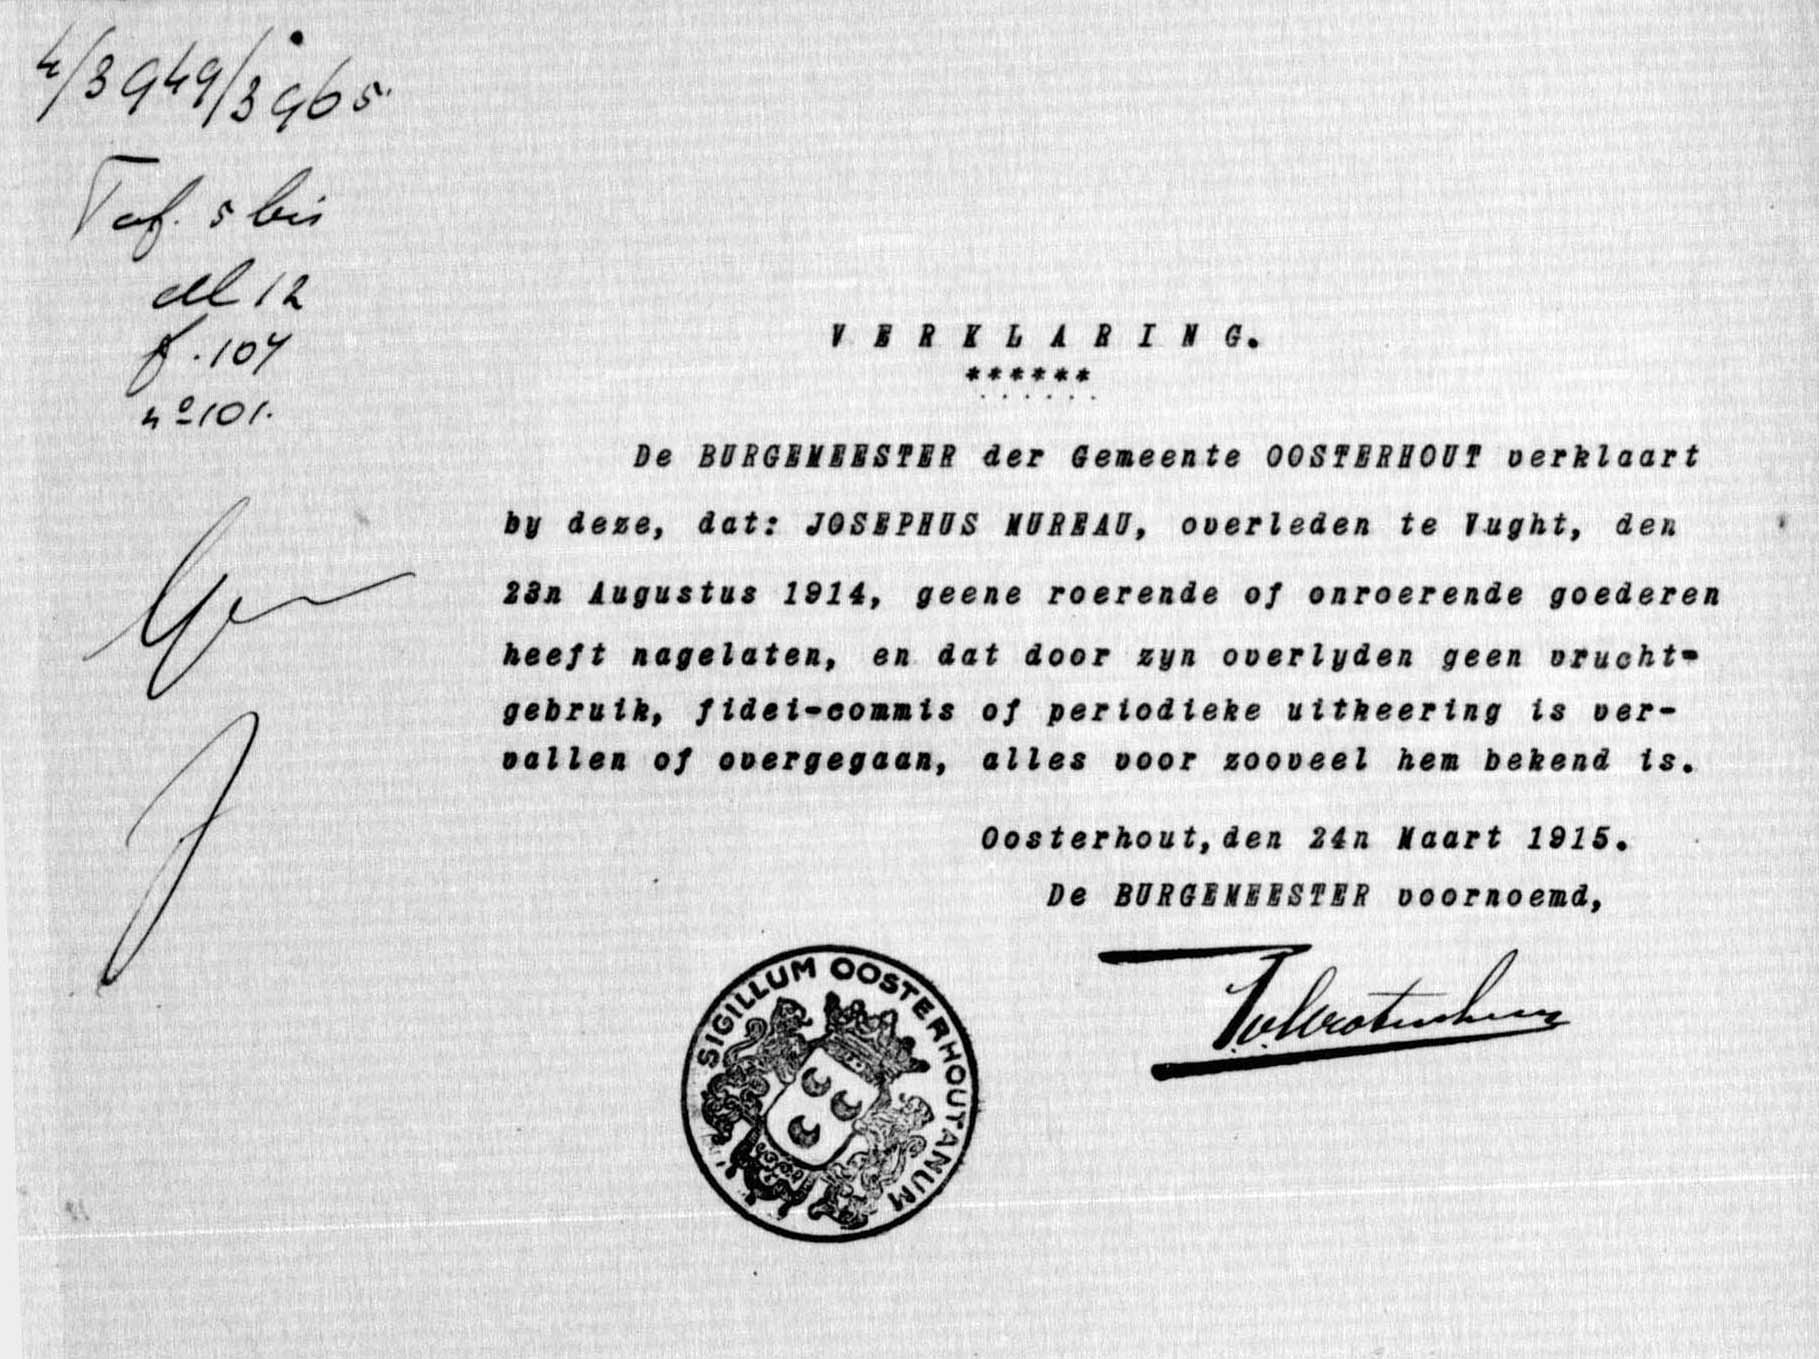 4/3949/3965.
Taf. 5 bis
dl 12
f. 104
nº 101.
VERKLARING.
******
De BURGEMEESTER der Gemeente OOSTERHOUT verklaart
by deze, dat: JOSEPHUS MUREAU, overleden te Vught, den
23n Augustus 1914, geene roerende of onroerende goederen
heeft nagelaten, en dat door zyn overlyden geen vrucht-
gebruik, fidei-commis of periodieke uitkeering is ver-
vallen of overgegaan, alles voor zooveel hem bekend is.
Oosterhout, den 24n Maart 1915.
De BURGEMEESTER voornoemd,
SIGILLUM OOSTERHOUTANUM